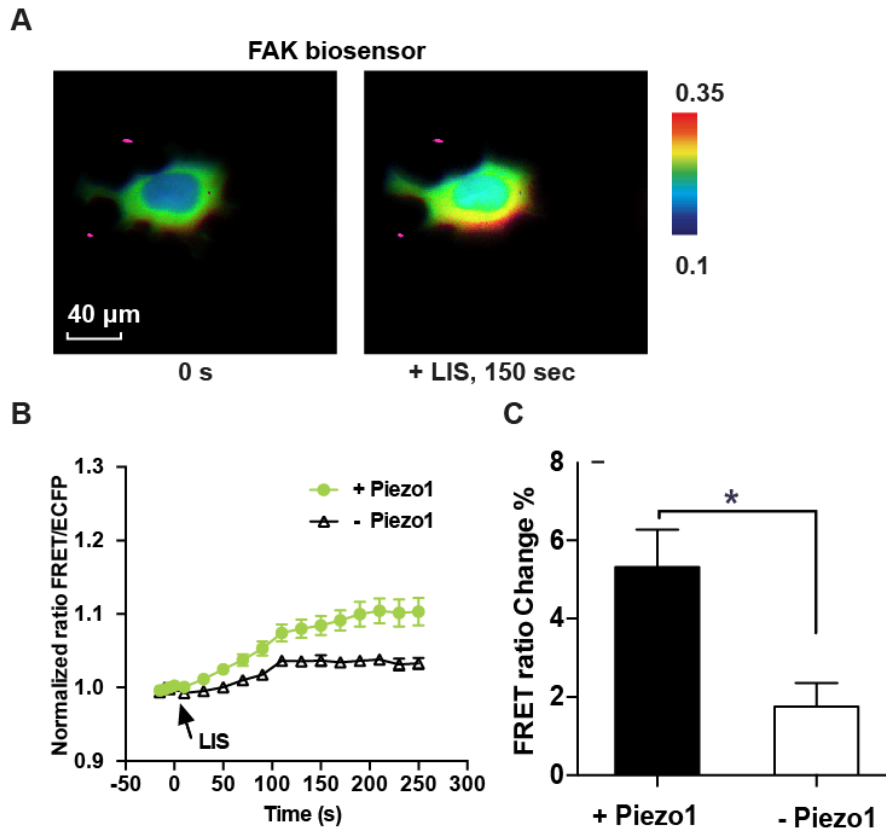 A
FAK biosensor
0.35
0.1
40 µm
0 s
+ LIS, 150 sec
B
Normalized ratio FRET/ECFP
1.3
1.2
1.1
1.0
0.9
+ Piezo1
- Piezo1
LIS
-50 0 50 100 150 200 250 300
Time (s)
C
FRET ratio Change %
8
6
4
2
0
*
+ Piezo1 - Piezo1